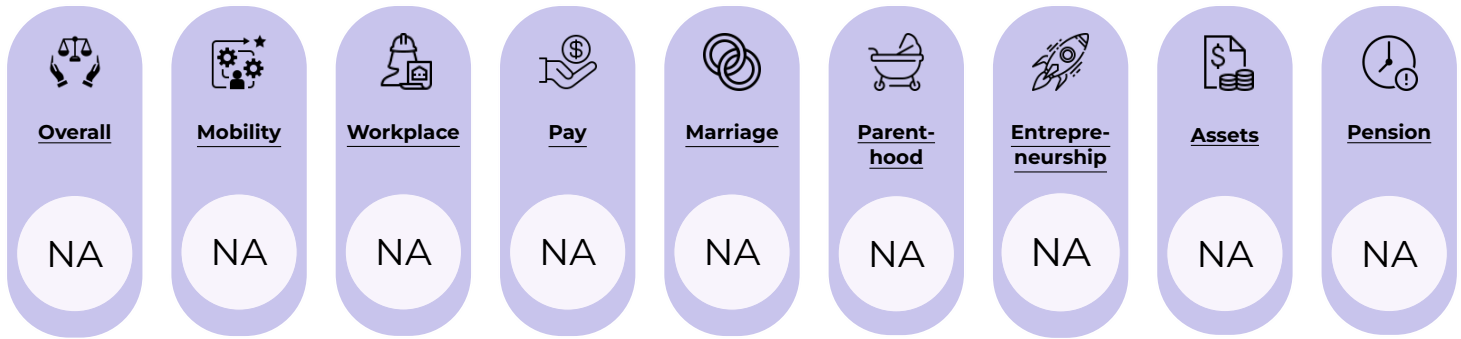 Overall
Mobility
Workplace
Pay
Marriage
Parent-
hood
Entrepre-
neurship
Assets
Pension
$
$
!
NA
NA
NA
NA
NA
NA
NA
NA
NA